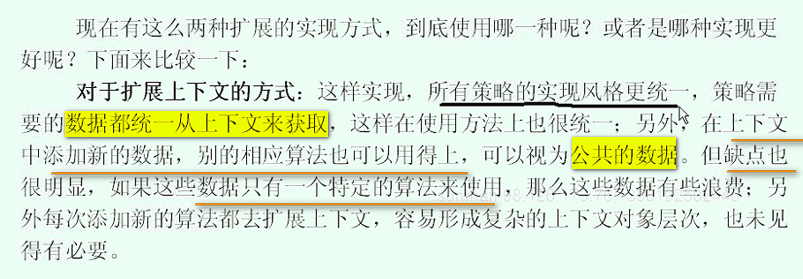 现在有这么两种扩展的实现方式，到底使用哪一种呢？或者是哪种实现更
好呢？下面来比较一下：
对于扩展上下文的方式：这样实现，所有策略的实现风格更统一，策略需
要的数据都统一从上下文来获取，这样在使用方法上也很统一；另外，在上下文
中添加新的数据，别的相应算法也可以用得上，可以视为公共的数据。但缺点也
很明显，如果这些数据只有一个特定的算法来使用，那么这些数据有些浪费；另
外每次添加新的算法都去扩展上下文，容易形成复杂的上下文对象层次，也未见
得有必要。